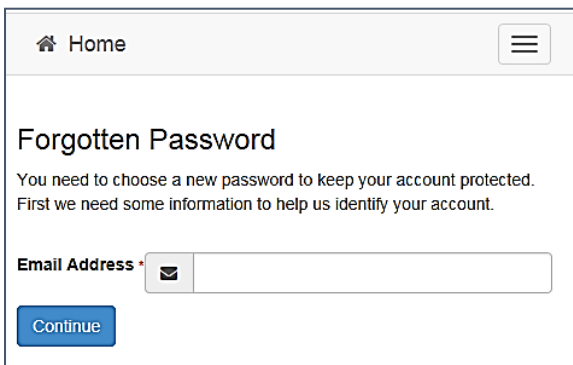 Home
Forgotten Password
You need to choose a new password to keep your account protected.
First we need some information to help us identify your account.
Email Address *
Continue